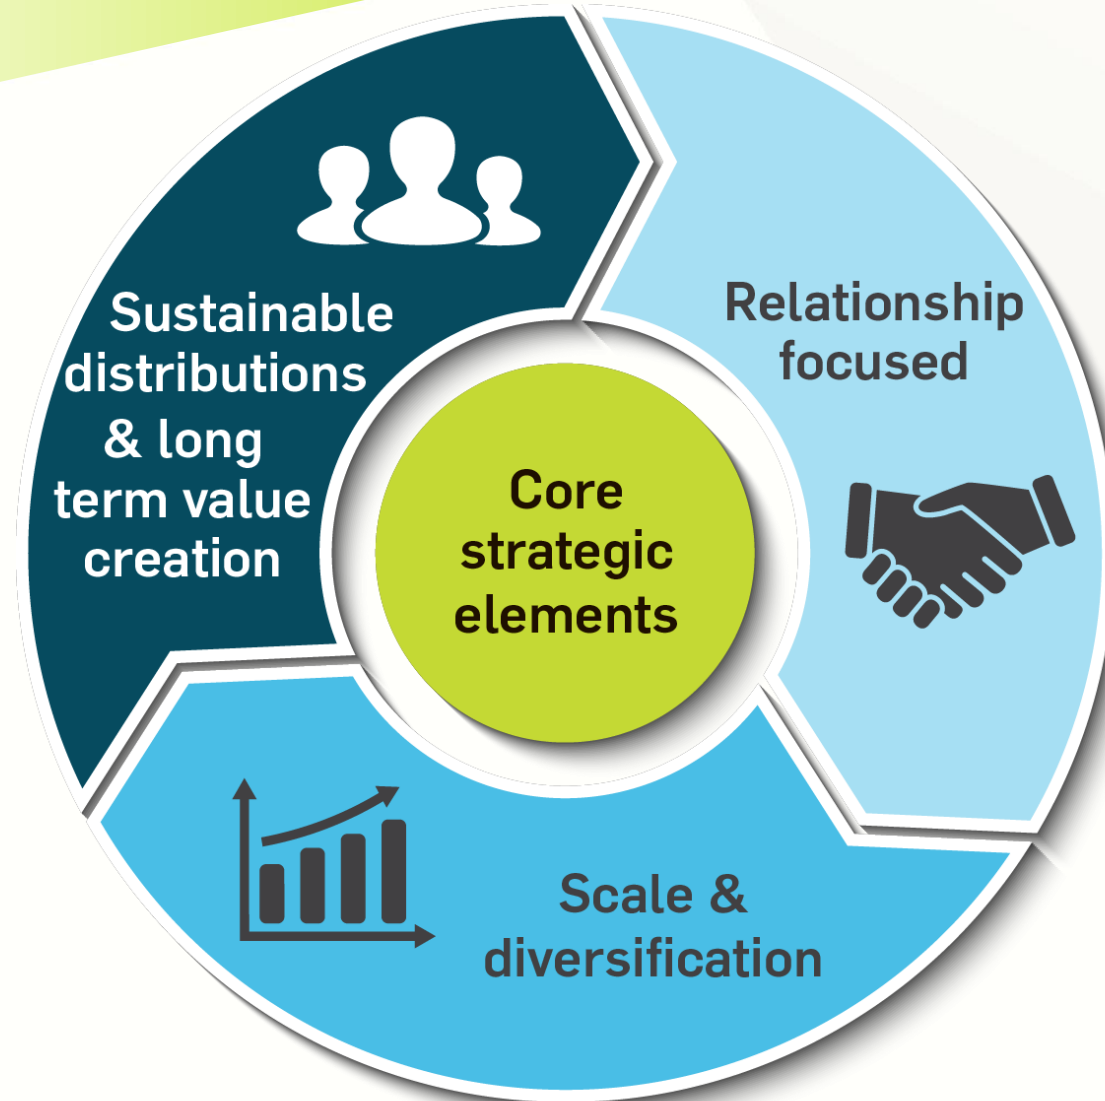 Sustainable
distributions
& long
term value
creation
Relationship
focused
Core
strategic
elements
Scale &
diversification